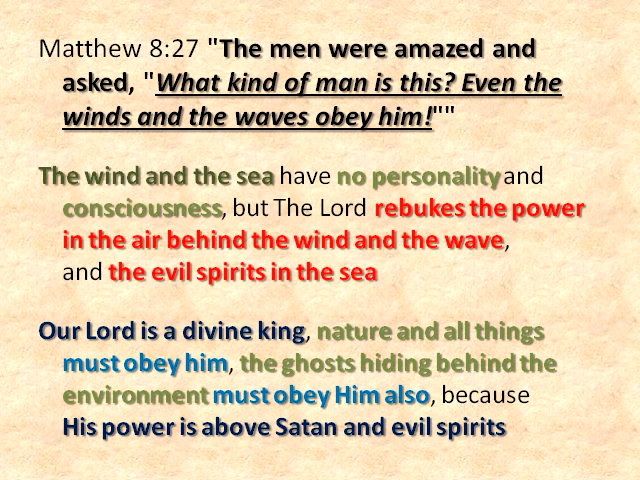 Matthew 8:27 "The men were amazed and
asked, "What kind of man is this? Even the
winds and the waves obey him!""
The wind and the sea have no personality and
consciousness, but The Lord rebukes the power
in the air behind the wind and the wave,
and the evil spirits in the sea
Our Lord is a divine king, nature and all things
must obey him, the ghosts hiding behind the
environment must obey Him also, because
His power is above Satan and evil spirits